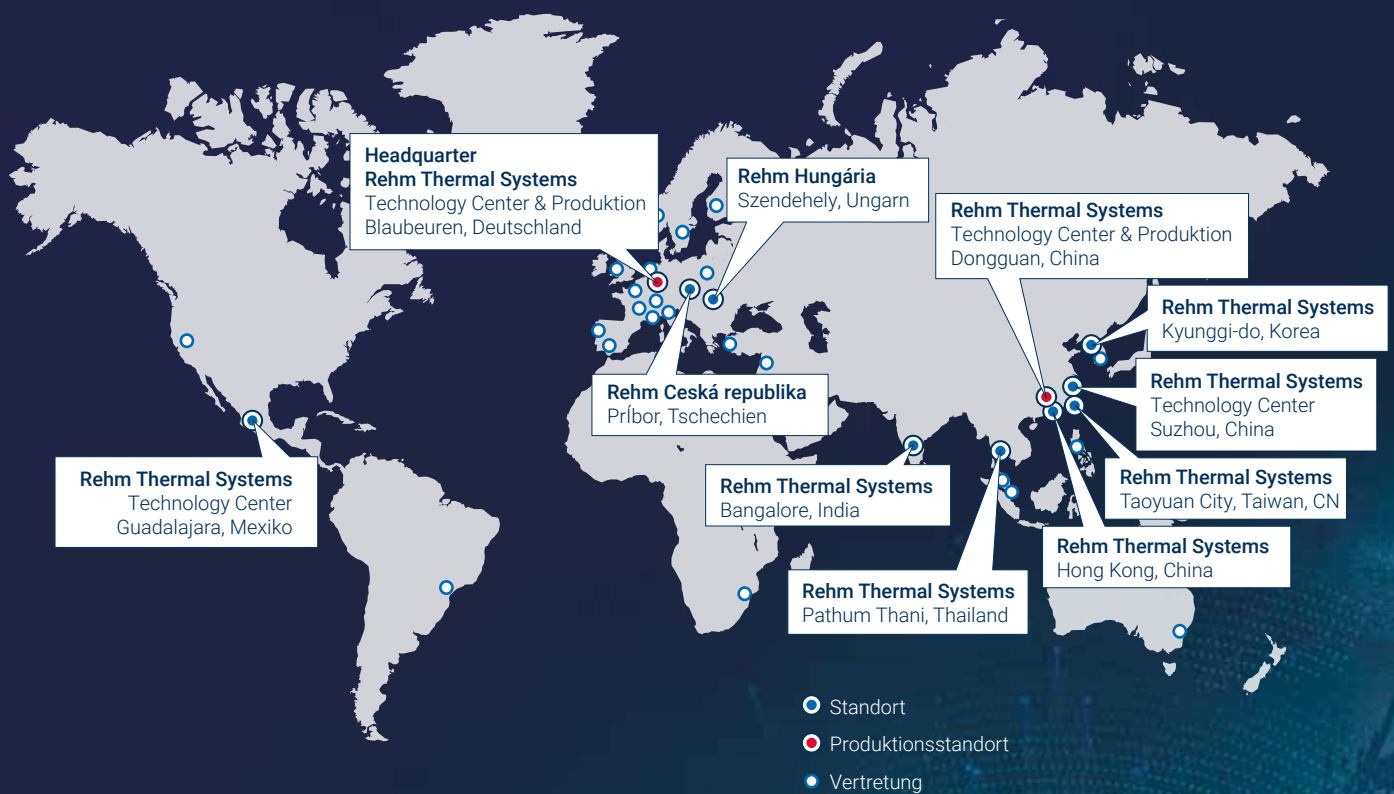 Headquarter
Rehm Thermal Systems
Technology Center & Produktion
Blaubeuren, Deutschland
Rehm Hungária
Szendehely, Ungarn
Rehm Thermal Systems
Technology Center & Produktion
Dongguan, China
Rehm Thermal Systems
Kyunggi-do, Korea
Rehm Ceská republika
Príbor, Tschechien
Rehm Thermal Systems
Technology Center
Suzhou, China
Rehm Thermal Systems
Technology Center
Guadalajara, Mexiko
Rehm Thermal Systems
Bangalore, India
Rehm Thermal Systems
Taoyuan City, Taiwan, CN
Rehm Thermal Systems
Hong Kong, China
Rehm Thermal Systems
Pathum Thani, Thailand
Standort
Produktionsstandort
Vertretung